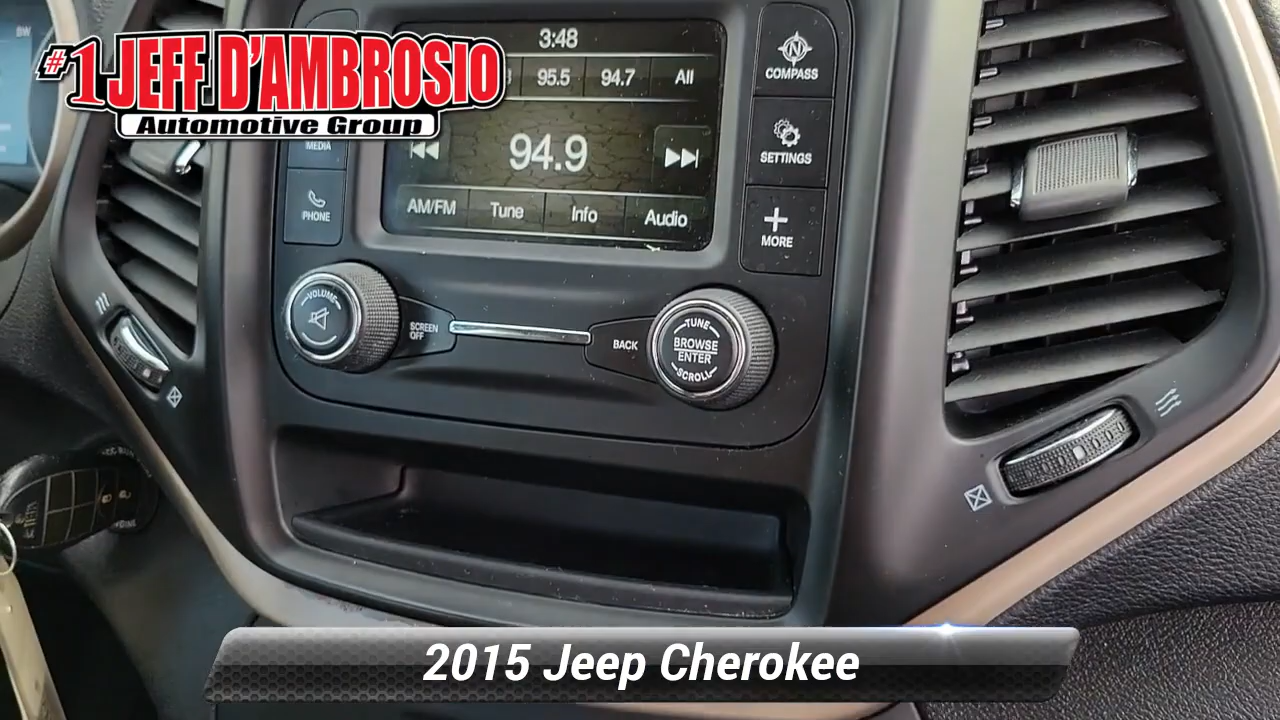 #1 JEFF D'AMBROSIO
Automotive Group
BW
3:48
95.5 94.7 All
94.9
AM/FM Tune Info Audio
MEDIA
PHONE
COMPASS
SETTINGS
MORE
VOLUME
SCREEN
OFF
BACK
TUNE
BROWSE
ENTER
SCROLL
2015 Jeep Cherokee